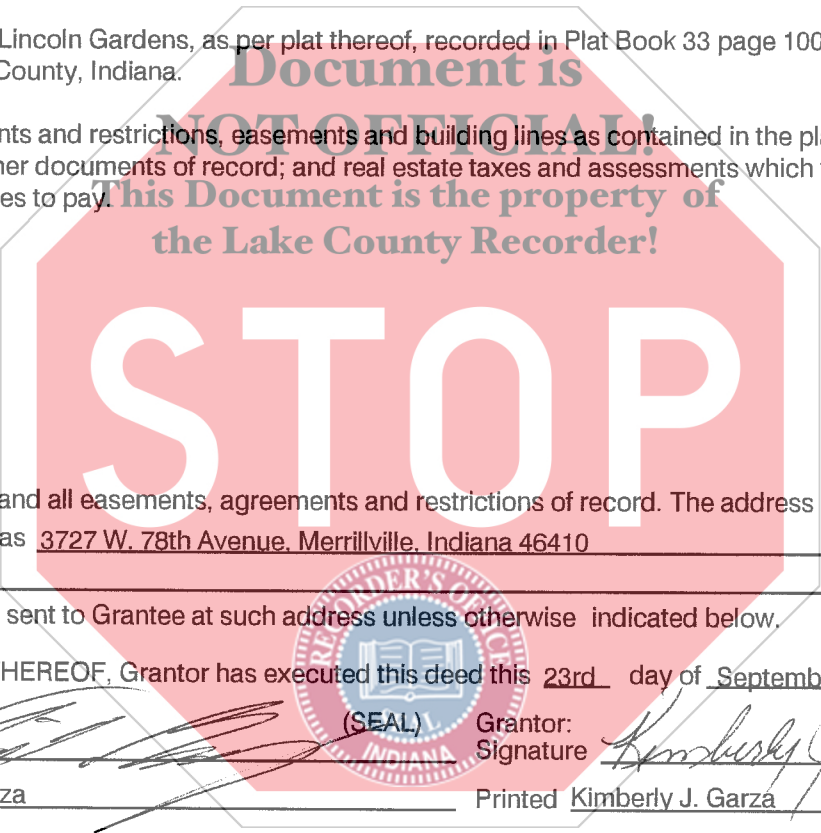 Lincoln Gardens, as per plat thereof, recorded in Plat Book 33 page 100
County, Indiana.
Document is
nts and restrictions, easements and building lines as contained in the pl
NOT OFFICIAL!
ner documents of record; and real estate taxes and assessments which
es to pay.
This Document is the property of
the Lake County Recorder!
STOP
and all easements, agreements and restrictions of record. The address
as 3727 W. 78th Avenue, Merrillville, Indiana 46410
RECORDER'S OFFICE
sent to Grantee at such address unless otherwise indicated below.
HEREOF, Grantor has executed this deed this 23rd day of Septemb
(SEAL) Grantor:
SEAL
INDIANA
Signature Kimberly
za Printed Kimberly J. Garza